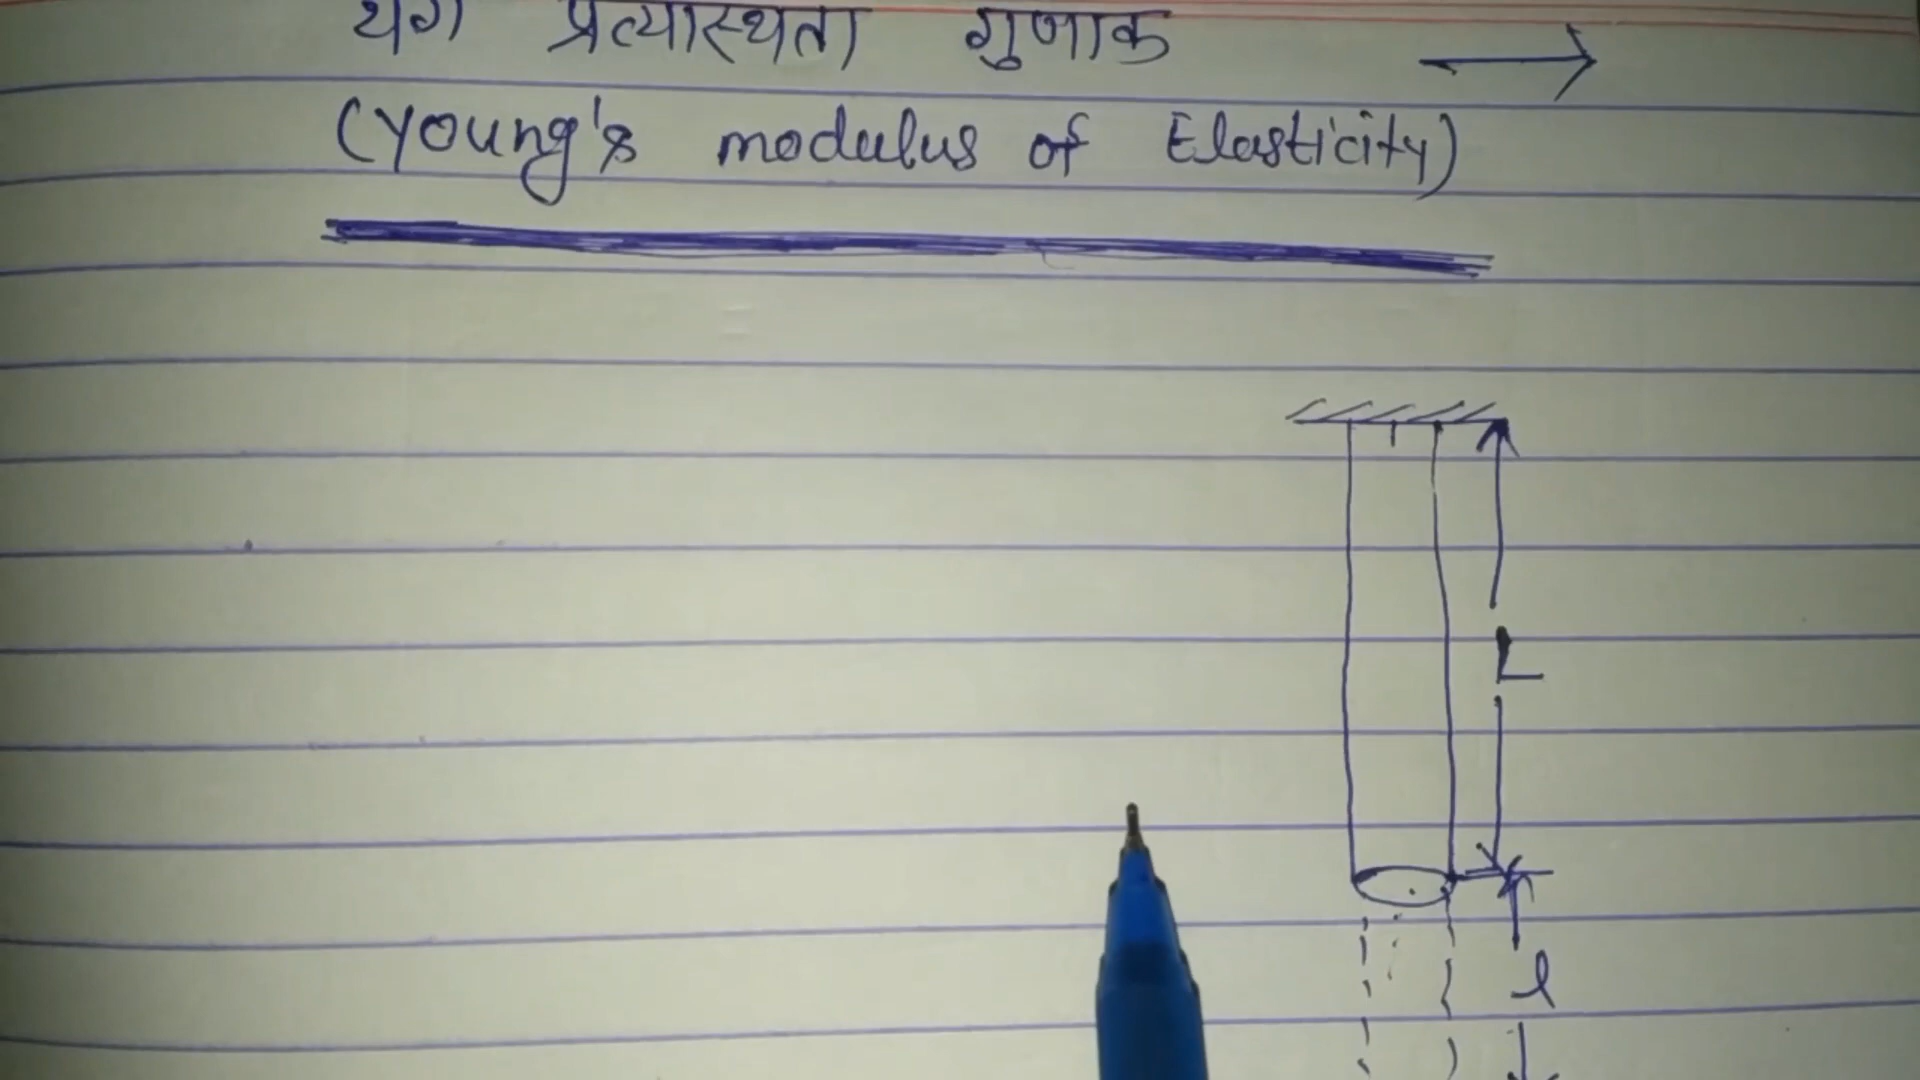 यंग प्रत्यास्थता गुणांक
(Young's modulus of Elasticity)
L
l